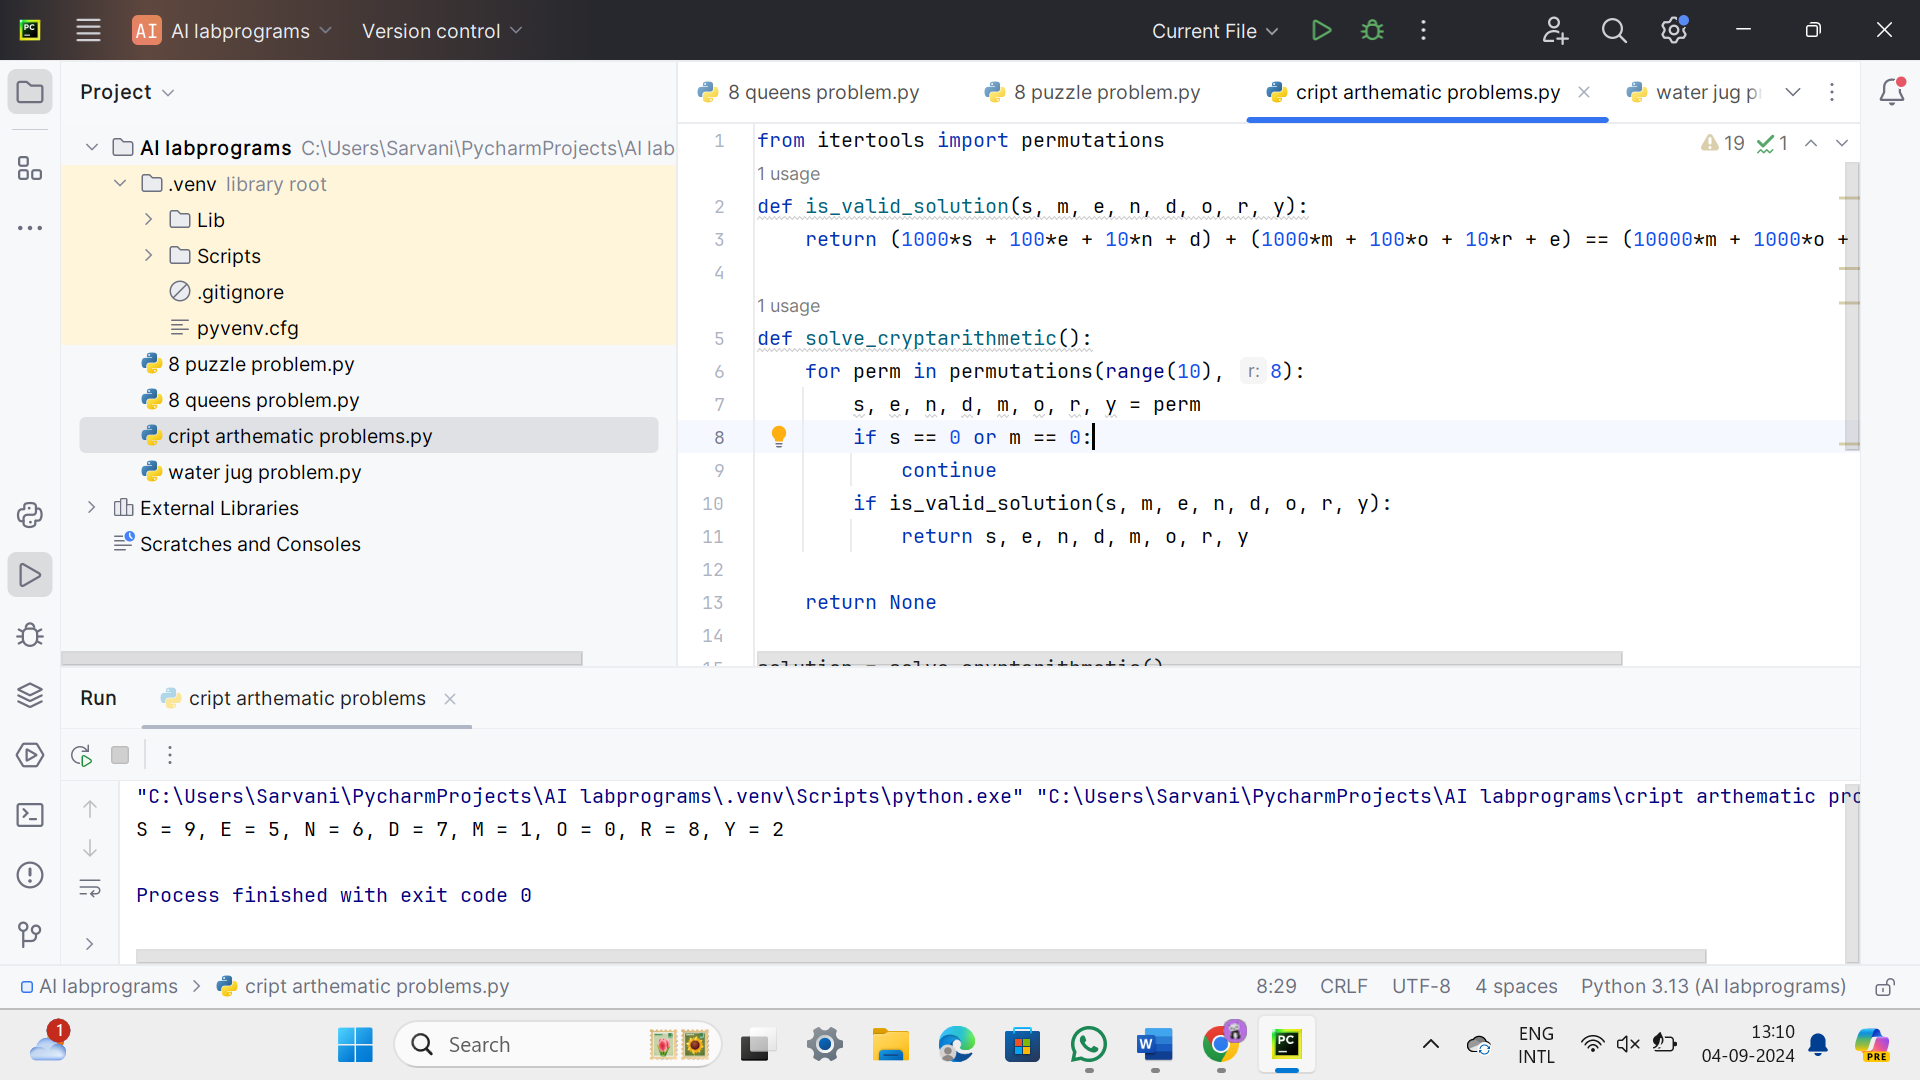 PC
AI AI labprograms
Version control
Current File
Project
8 queens problem.py
8 puzzle problem.py
cript arthematic problems.py
water jug
AI labprograms C:\Users\Sarvani\PycharmProjects\AI lab
.venv library root
Lib
Scripts
.gitignore
pyvenv.cfg
8 puzzle problem.py
8 queens problem.py
cript arthematic problems.py
water jug problem.py
External Libraries
Scratches and Consoles
19 1
1 from itertools import permutations
1 usage
2 def is_valid_solution(s, m, e, n, d, o, r, y):
3 return (1000*s + 100*e + 10*n + d) + (1000*m + 100*o + 10*r + e) == (10000*m + 1000*o +
4
1 usage
5 def solve_cryptarithmetic():
6 for perm in permutations(range(10), r: 8):
7 s, e, n, d, m, o, r, y = perm
8 if s == 0 or m == 0:
9 continue
10 if is_valid_solution(s, m, e, n, d, o, r, y):
11 return s, e, n, d, m, o, r, y
12
13 return None
14
15 solution = solve_cryptarithmetic()
Run cript arthematic problems
"C:\Users\Sarvani\PycharmProjects\AI labprograms\.venv\Scripts\python.exe" "C:\Users\Sarvani\PycharmProjects\AI labprograms\cript arthematic
S = 9, E = 5, N = 6, D = 7, M = 1, O = 0, R = 8, Y = 2
Process finished with exit code 0
AI labprograms > cript arthematic problems.py
8:29 CRLF UTF-8 4 spaces Python 3.13 (AI labprograms)
1
Search
W
PC
ENG
INTL
13:10
04-09-2024
PRE